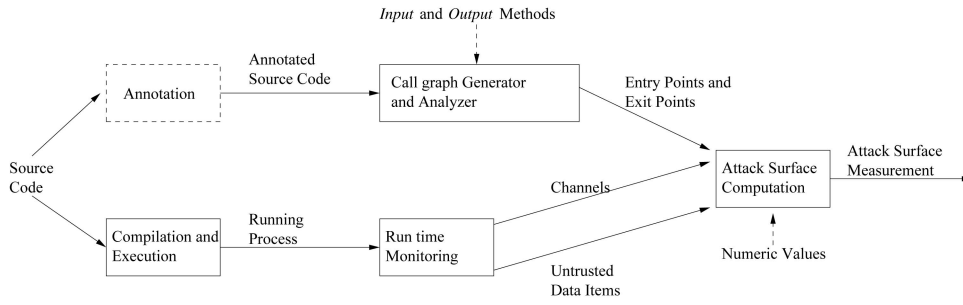 Input and Output Methods
Annotated
Source Code
Annotation
Call graph Generator
and Analyzer
Entry Points and
Exit Points
Source
Code
Attack Surface
Computation
Attack Surface
Measurement
Channels
Running
Process
Compilation and
Execution
Run time
Monitoring
Numeric Values
Untrusted
Data Items